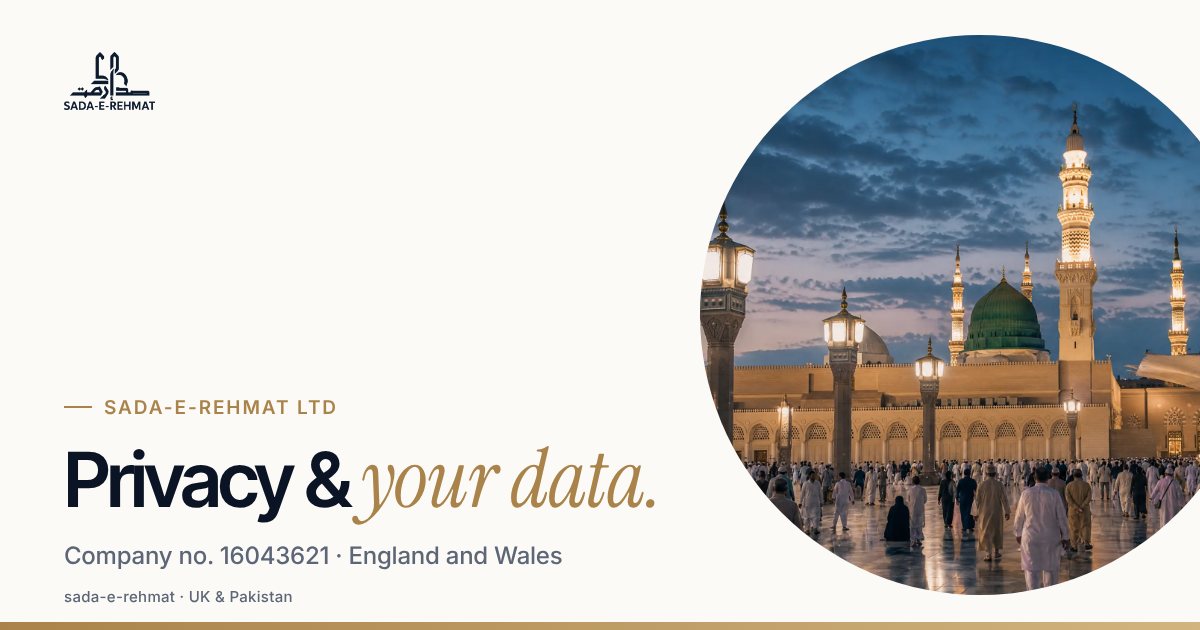 صدائے رحمت
SADA-E-REHMAT
SADA-E-REHMAT LTD
Privacy & your data.
Company no. 16043621 · England and Wales
sada-e-rehmat · UK & Pakistan